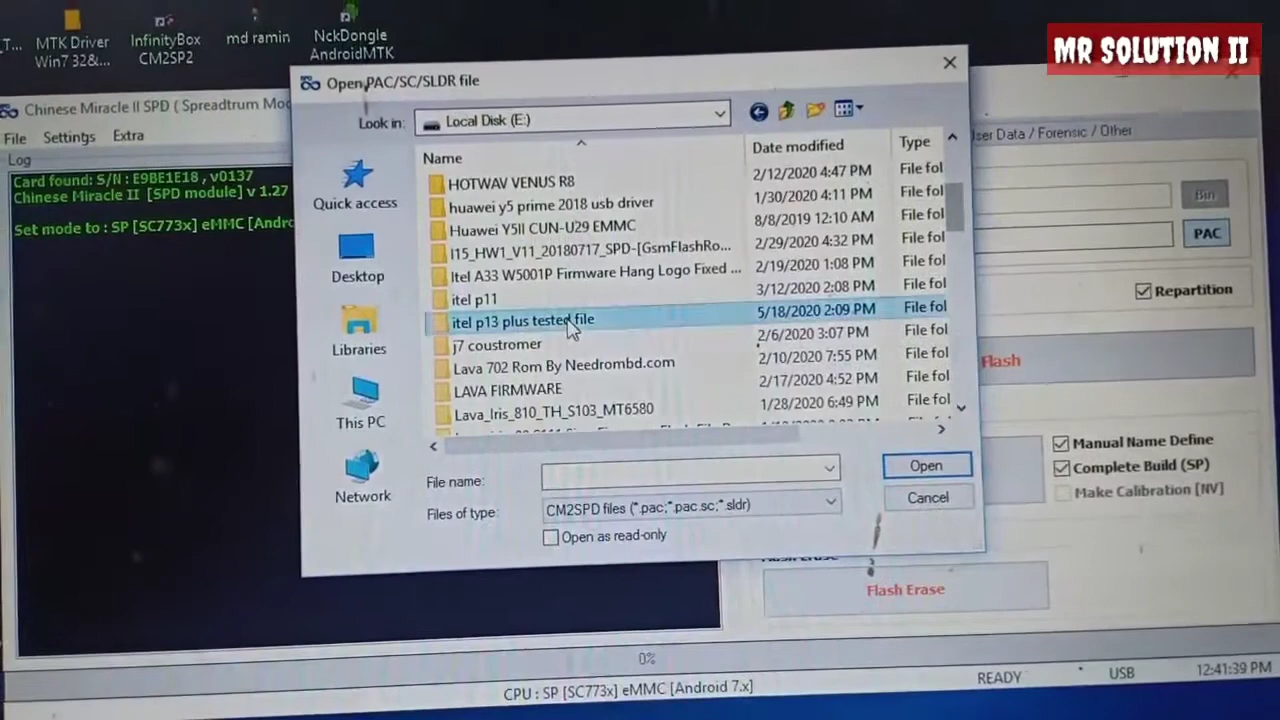 MTK Driver
Win7 32&...
InfinityBox
CM2SP2
md ramin
NckDongle
AndroidMTK
MR SOLUTION II
Open PAC/SC/SLDR file
Chinese Miracle II SPD ( Spreadtrum Mod
Look in:
Local Disk (E:)
File
Settings
Extra
User Data / Forensic / Other
Log
Card found: S/N : E9BE1E18 , v0137
Chinese Miracle II [SPD module] v 1.27
Set mode to : SP [SC773x] eMMC [Andro
Quick access
Desktop
Libraries
This PC
Network
Name
Date modified
Type
HOTWAV VENUS R8
2/12/2020 4:47 PM
File fol
huawei y5 prime 2018 usb driver
1/30/2020 4:11 PM
File fol
Huawei Y5II CUN-U29 EMMC
8/8/2019 12:10 AM
File fol
I15_HW1_V11_20180717_SPD-[GsmFlashRo...
2/29/2020 4:32 PM
File fol
Itel A33 W5001P Firmware Hang Logo Fixed ...
2/19/2020 1:08 PM
File fol
itel p11
3/12/2020 2:08 PM
File fol
itel p13 plus tested file
5/18/2020 2:09 PM
File fol
j7 coustromer
2/6/2020 3:07 PM
File fol
Lava 702 Rom By Needrombd.com
2/10/2020 7:55 PM
File fol
LAVA FIRMWARE
2/17/2020 4:52 PM
File fol
Lava_Iris_810_TH_S103_MT6580
1/28/2020 6:49 PM
File fol
File name:
Open
Files of type:
CM2SPD files (*.pac;*.pac.sc;*.sldr)
Cancel
Open as read-only
Bin
PAC
Repartition
Flash
Manual Name Define
Complete Build (SP)
Make Calibration [NV]
Flash Erase
0%
CPU : SP [SC773x] eMMC [Android 7.x]
READY
USB
12:41:39 PM